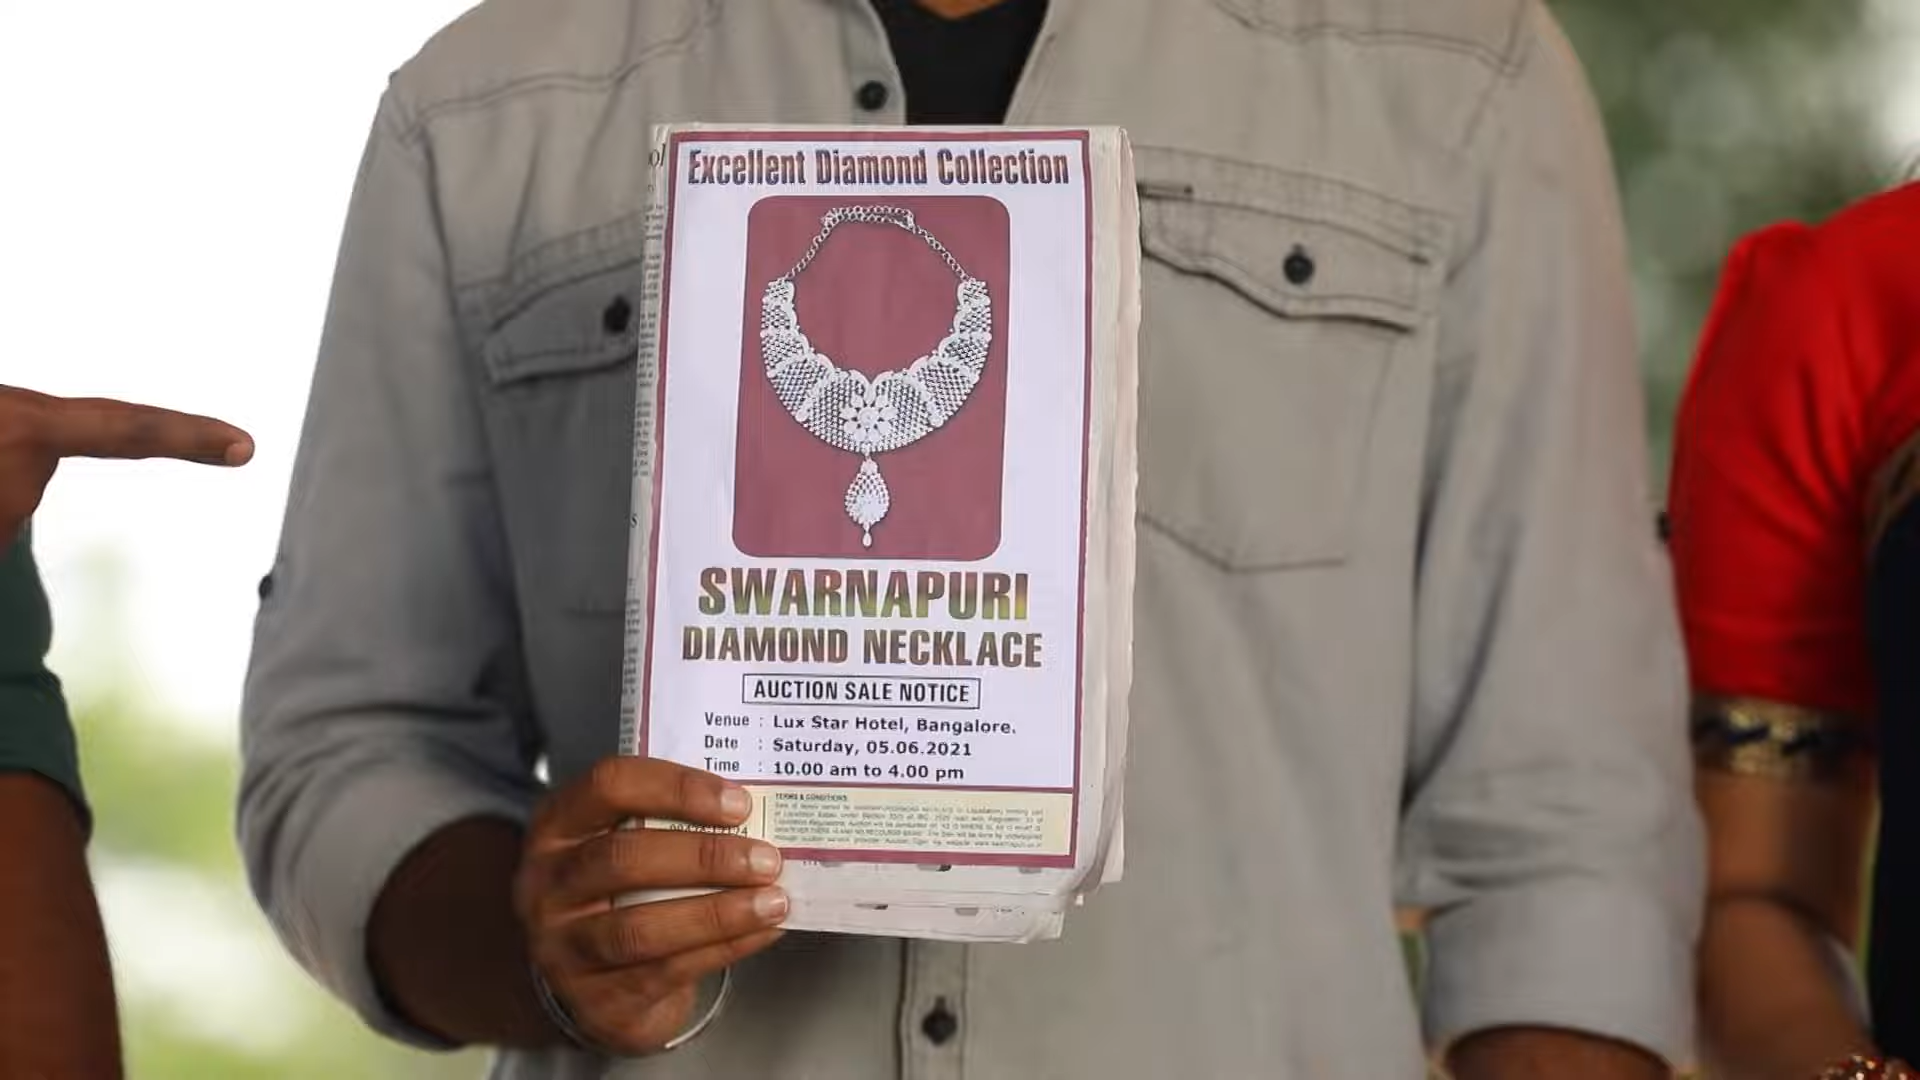 Excellent Diamond Collection
SWARNAPURI
DIAMOND NECKLACE
AUCTION SALE NOTICE
Venue : Lux Star Hotel, Bangalore.
Date : Saturday, 05.06.2021
Time : 10.00 am to 4.00 pm
TERMS & CONDITIONS